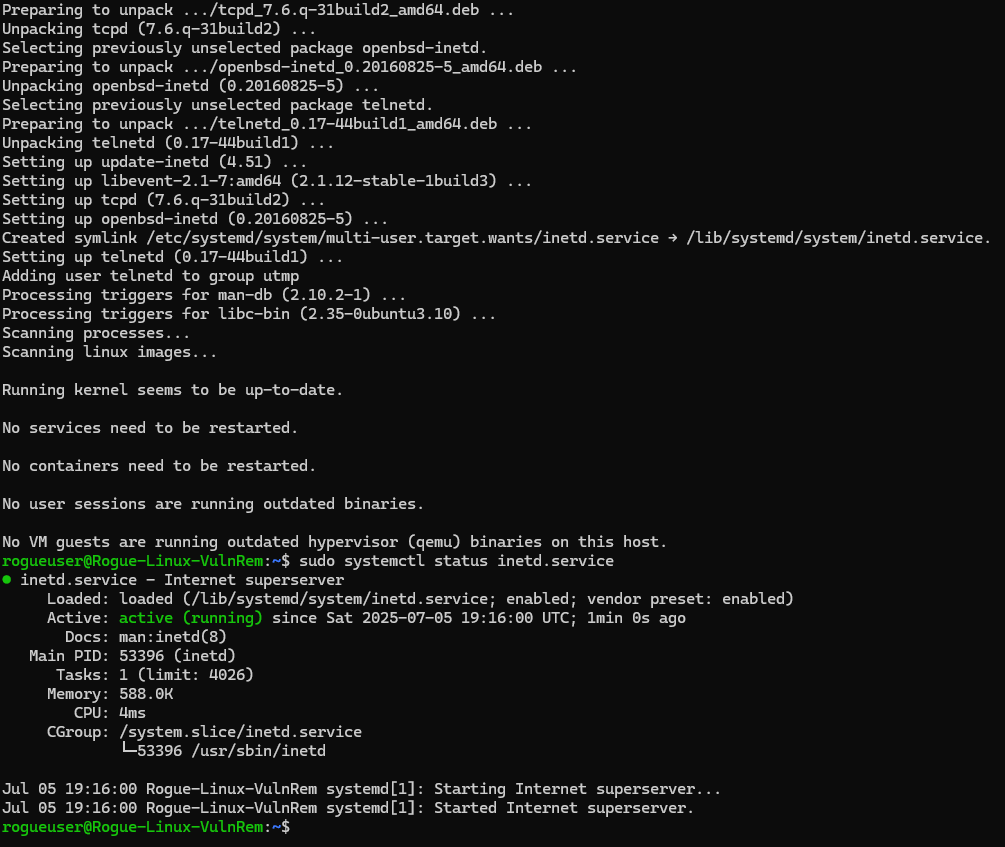 Preparing to unpack .../tcpd_7.6.q-31build2_amd64.deb ...
Unpacking tcpd (7.6.q-31build2) ...
Selecting previously unselected package openbsd-inetd.
Preparing to unpack .../openbsd-inetd_0.20160825-5_amd64.deb ...
Unpacking openbsd-inetd (0.20160825-5) ...
Selecting previously unselected package telnetd.
Preparing to unpack .../telnetd_0.17-44build1_amd64.deb ...
Unpacking telnetd (0.17-44build1) ...
Setting up update-inetd (4.51) ...
Setting up libevent-2.1-7:amd64 (2.1.12-stable-1build3) ...
Setting up tcpd (7.6.q-31build2) ...
Setting up openbsd-inetd (0.20160825-5) ...
Created symlink /etc/systemd/system/multi-user.target.wants/inetd.service → /lib/systemd/system/inetd.service.
Setting up telnetd (0.17-44build1) ...
Adding user telnetd to group utmp
Processing triggers for man-db (2.10.2-1) ...
Processing triggers for libc-bin (2.35-0ubuntu3.10) ...
Scanning processes...
Scanning linux images...
Running kernel seems to be up-to-date.
No services need to be restarted.
No containers need to be restarted.
No user sessions are running outdated binaries.
No VM guests are running outdated hypervisor (qemu) binaries on this host.
rogueuser@Rogue-Linux-VulnRem:~$ sudo systemctl status inetd.service
● inetd.service - Internet superserver
Loaded: loaded (/lib/systemd/system/inetd.service; enabled; vendor preset: enabled)
Active: active (running) since Sat 2025-07-05 19:16:00 UTC; 1min 0s ago
Docs: man:inetd(8)
Main PID: 53396 (inetd)
Tasks: 1 (limit: 4026)
Memory: 588.0K
CPU: 4ms
CGroup: /system.slice/inetd.service
└─53396 /usr/sbin/inetd
Jul 05 19:16:00 Rogue-Linux-VulnRem systemd[1]: Starting Internet superserver...
Jul 05 19:16:00 Rogue-Linux-VulnRem systemd[1]: Started Internet superserver.
rogueuser@Rogue-Linux-VulnRem:~$